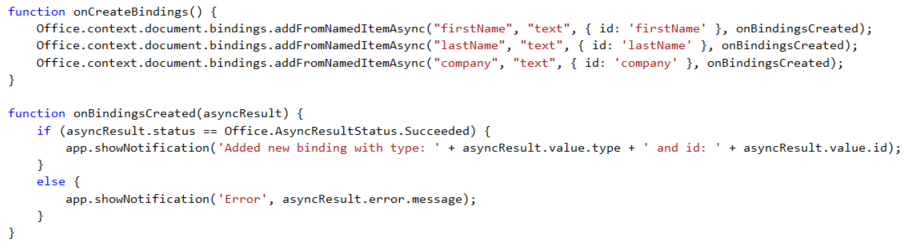 function onCreateBindings() {
    Office.context.document.bindings.addFromNamedItemAsync("firstName", "text", { id: 'firstName' }, onBindingsCreated);
    Office.context.document.bindings.addFromNamedItemAsync("lastName", "text", { id: 'lastName' }, onBindingsCreated);
    Office.context.document.bindings.addFromNamedItemAsync("company", "text", { id: 'company' }, onBindingsCreated);
}

function onBindingsCreated(asyncResult) {
    if (asyncResult.status == Office.AsyncResultStatus.Succeeded) {
        app.showNotification('Added new binding with type: ' + asyncResult.value.type + ' and id: ' + asyncResult.value.id);
    }
    else {
        app.showNotification('Error', asyncResult.error.message);
    }
}